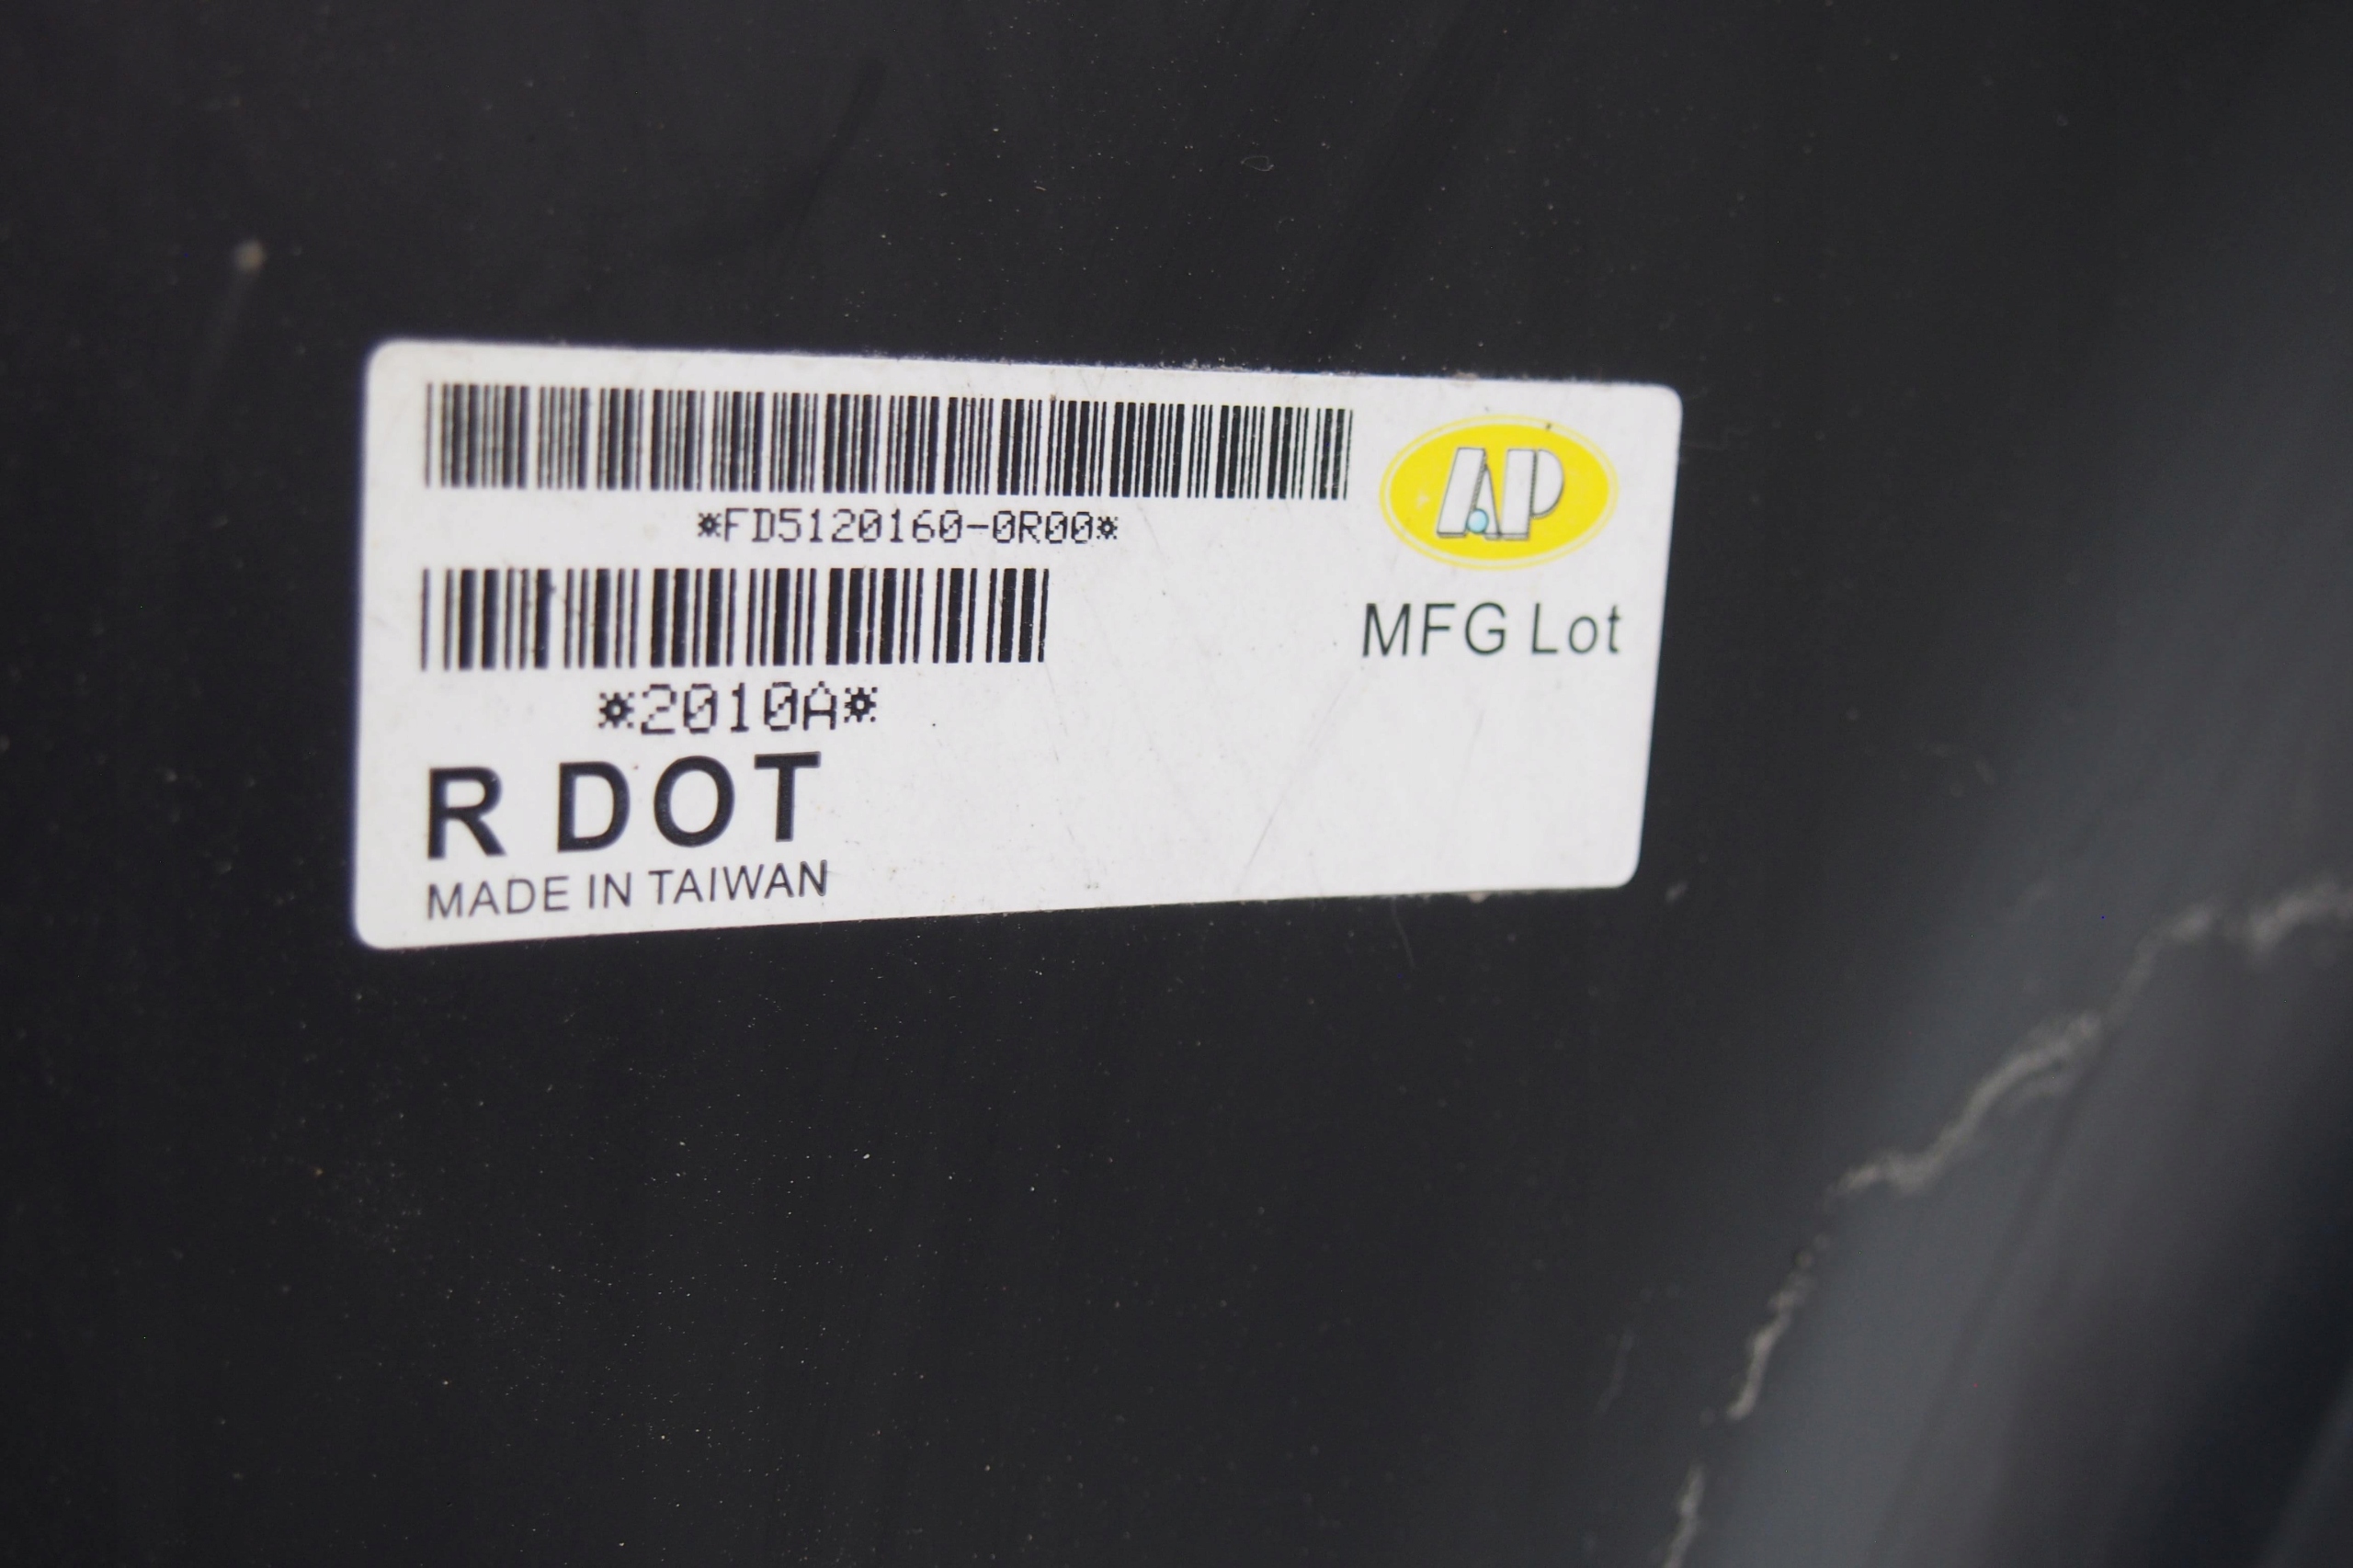 *FD5120160-0R00*
AP
MFG Lot
*2010A*
R DOT
MADE IN TAIWAN